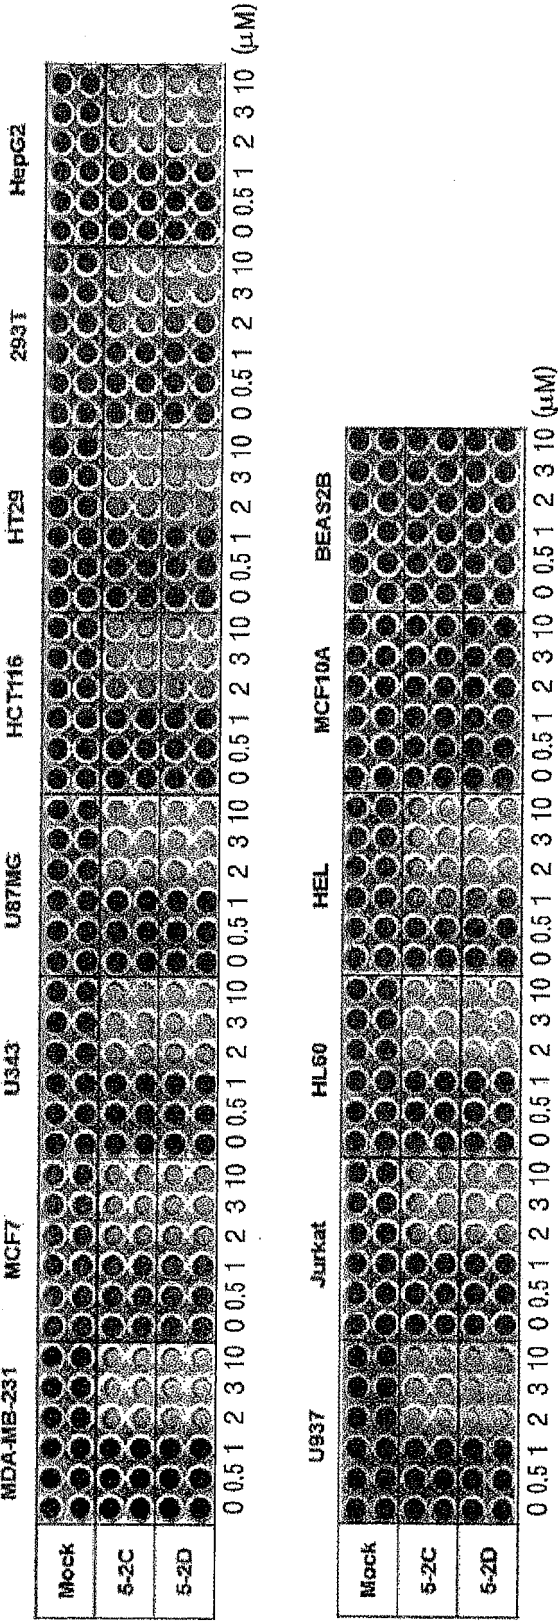 MDA-MB-231 MCF7 U343 U87MG HCT116 HT29 293T HepG2
Mock
5-2C
5-2D
0 0.5 1 2 3 10 0 0.5 1 2 3 10 0 0.5 1 2 3 10 0 0.5 1 2 3 10 0 0.5 1 2 3 10 0 0.5 1 2 3 10 0 0.5 1 2 3 10 0 0.5 1 2 3 10 (μM)
U937 Jurkat HL60 HEL MCF10A BEAS2B
Mock
5-2C
5-2D
0 0.5 1 2 3 10 0 0.5 1 2 3 10 0 0.5 1 2 3 10 0 0.5 1 2 3 10 0 0.5 1 2 3 10 0 0.5 1 2 3 10 (μM)